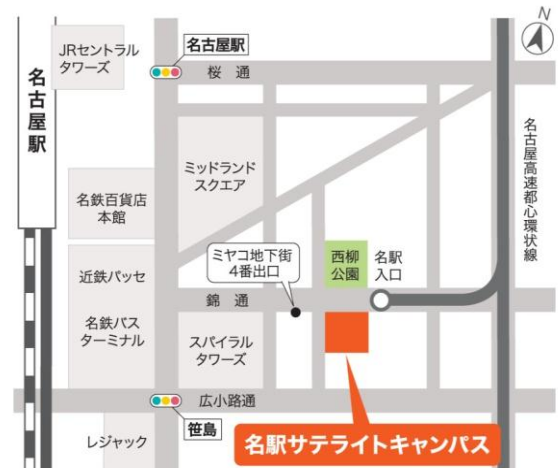 N
JRセントラル
タワーズ
名古屋駅
桜通
名古屋駅
ミッドランド
スクエア
名古屋高速都心環状線
名鉄百貨店
本館
ミヤコ地下街
4番出口
西柳
公園
名駅
入口
近鉄パッセ
錦通
名鉄バス
ターミナル
スパイラル
タワーズ
広小路通
笹島
レジャック
名駅サテライトキャンパス